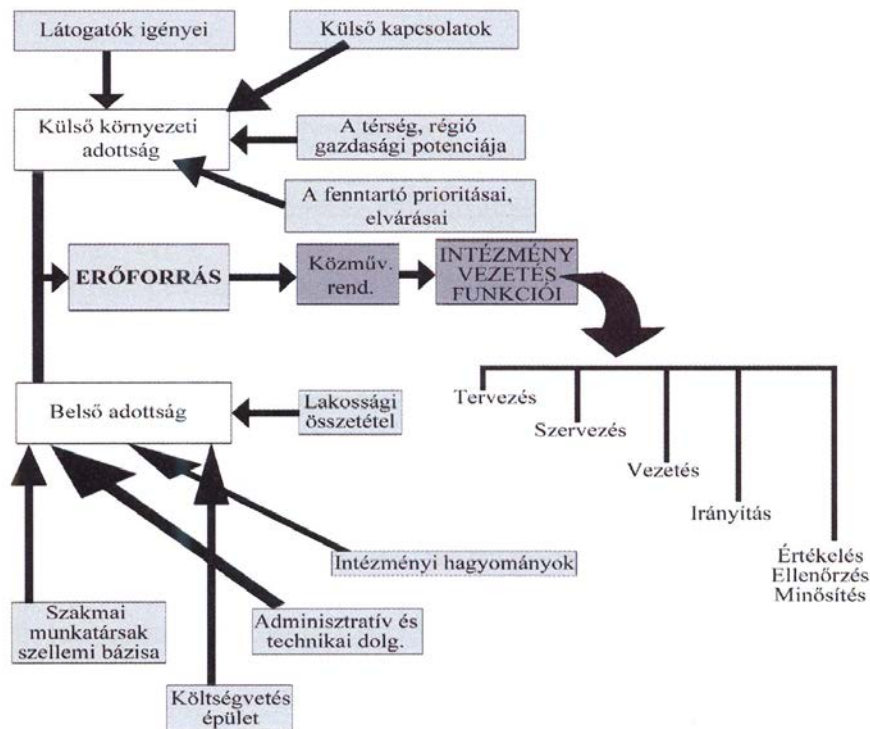 Látogatók igényei
Külső kapcsolatok
Külső környezeti
adottság
A térség, régió
gazdasági potenciája
A fenntartó prioritásai,
elvárásai
ERŐFORRÁS
Közműv.
rend.
INTÉZMÉNY
VEZETÉS
FUNKCIÓI
Belső adottság
Lakossági
összetétel
Tervezés
Szervezés
Vezetés
Irányítás
Értékelés
Ellenőrzés
Minősítés
Intézményi hagyományok
Szakmai
munkatársak
szellemi bázisa
Adminisztratív és
technikai dolg.
Költségvetés
épület